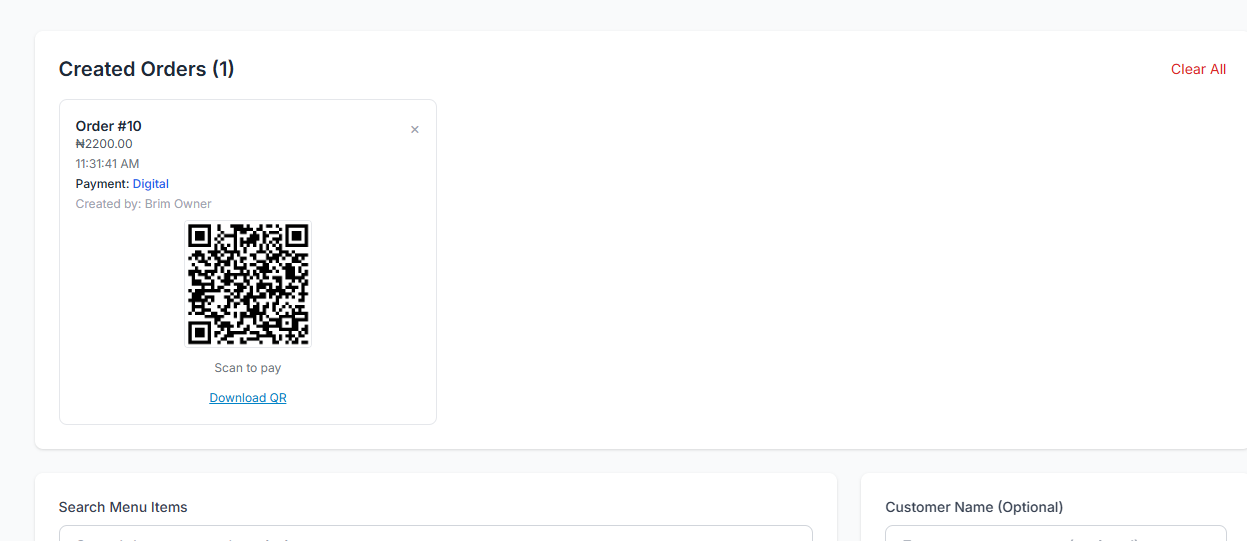 Created Orders (1)
Clear All
Order #10
×
₦2200.00
11:31:41 AM
Payment: Digital
Created by: Brim Owner
Scan to pay
Download QR
Search Menu Items
Customer Name (Optional)